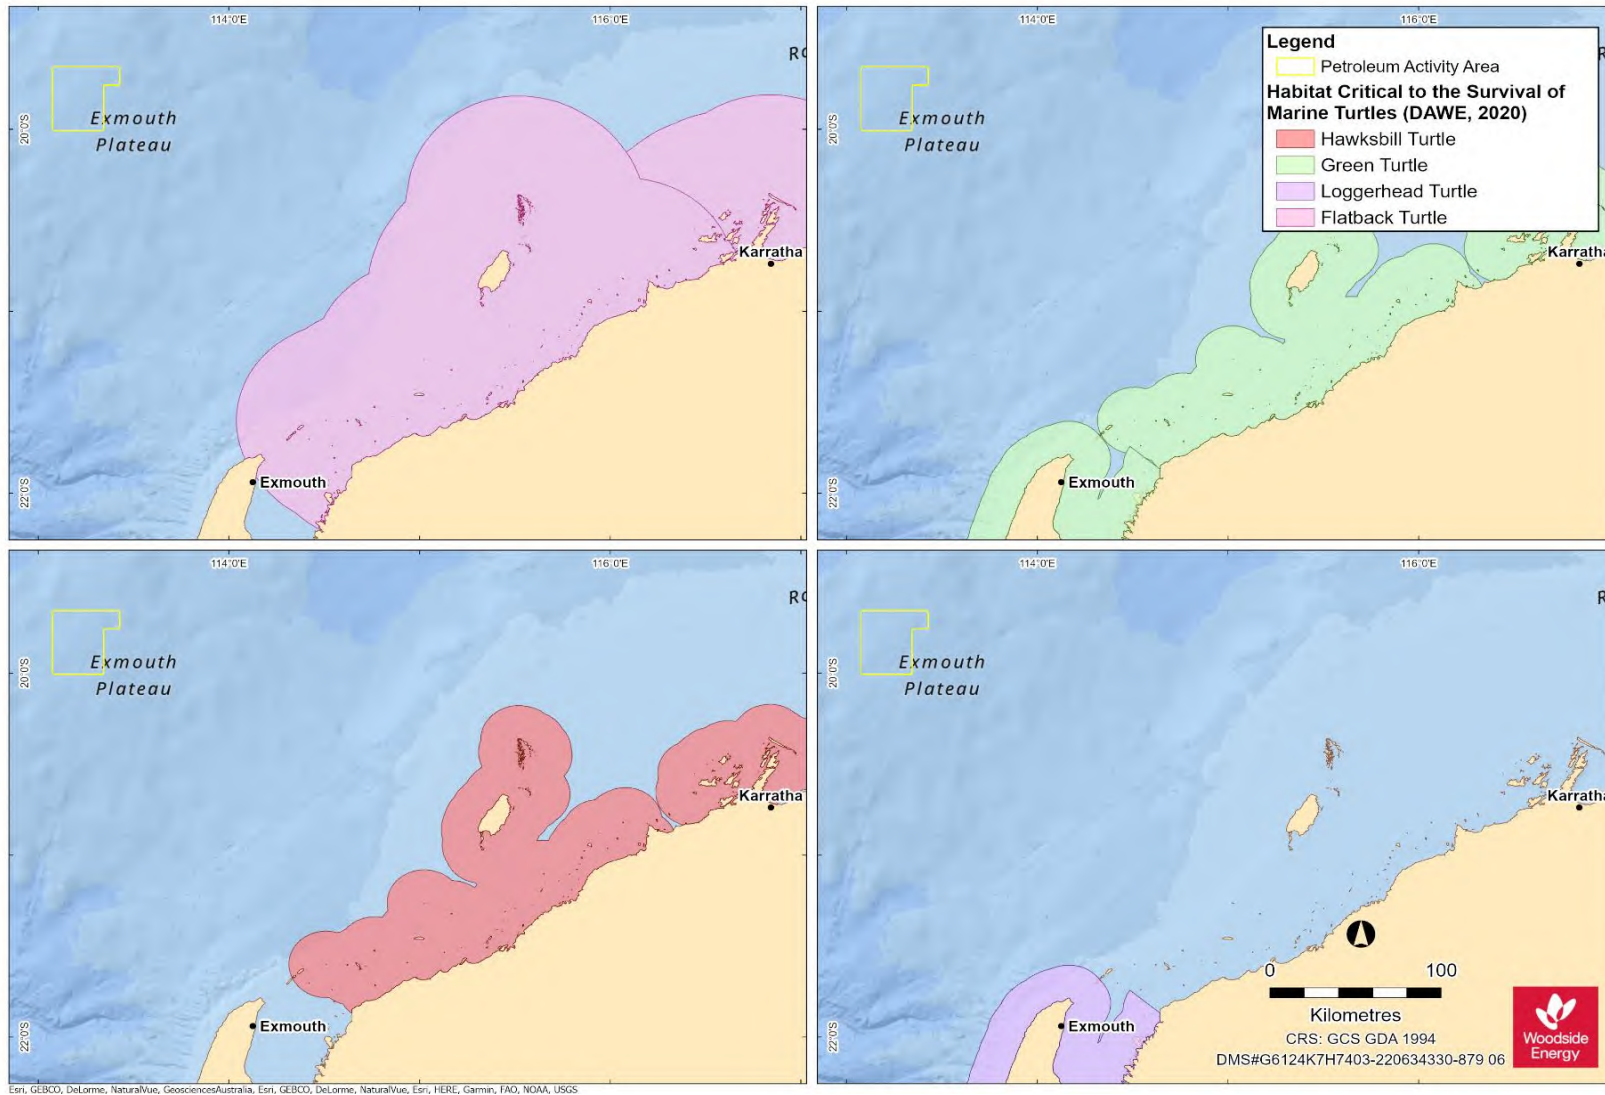 114°0'E
116°0'E
RO
20°0'S
Exmouth
Plateau
Karratha
22°0'S
Exmouth
114°0'E
116°0'E
R
Legend
Petroleum Activity Area
Habitat Critical to the Survival of
Marine Turtles (DAWE, 2020)
Hawksbill Turtle
Green Turtle
Loggerhead Turtle
Flatback Turtle
20°0'S
Exmouth
Plateau
Karratha
22°0'S
Exmouth
114°0'E
116°0'E
RO
20°0'S
Exmouth
Plateau
Karratha
22°0'S
Exmouth
114°0'E
116°0'E
R
20°0'S
Exmouth
Plateau
Karratha
22°0'S
Exmouth
0 100
Kilometres
CRS: GCS GDA 1994
DMS#G6124K7H7403-220634330-879 06
Woodside
Energy
Esri, GEBCO, DeLorme, NaturalVue, GeosciencesAustralia, Esri, GEBCO, DeLorme, NaturalVue, Esri, HERE, Garmin, FAO, NOAA, USGS